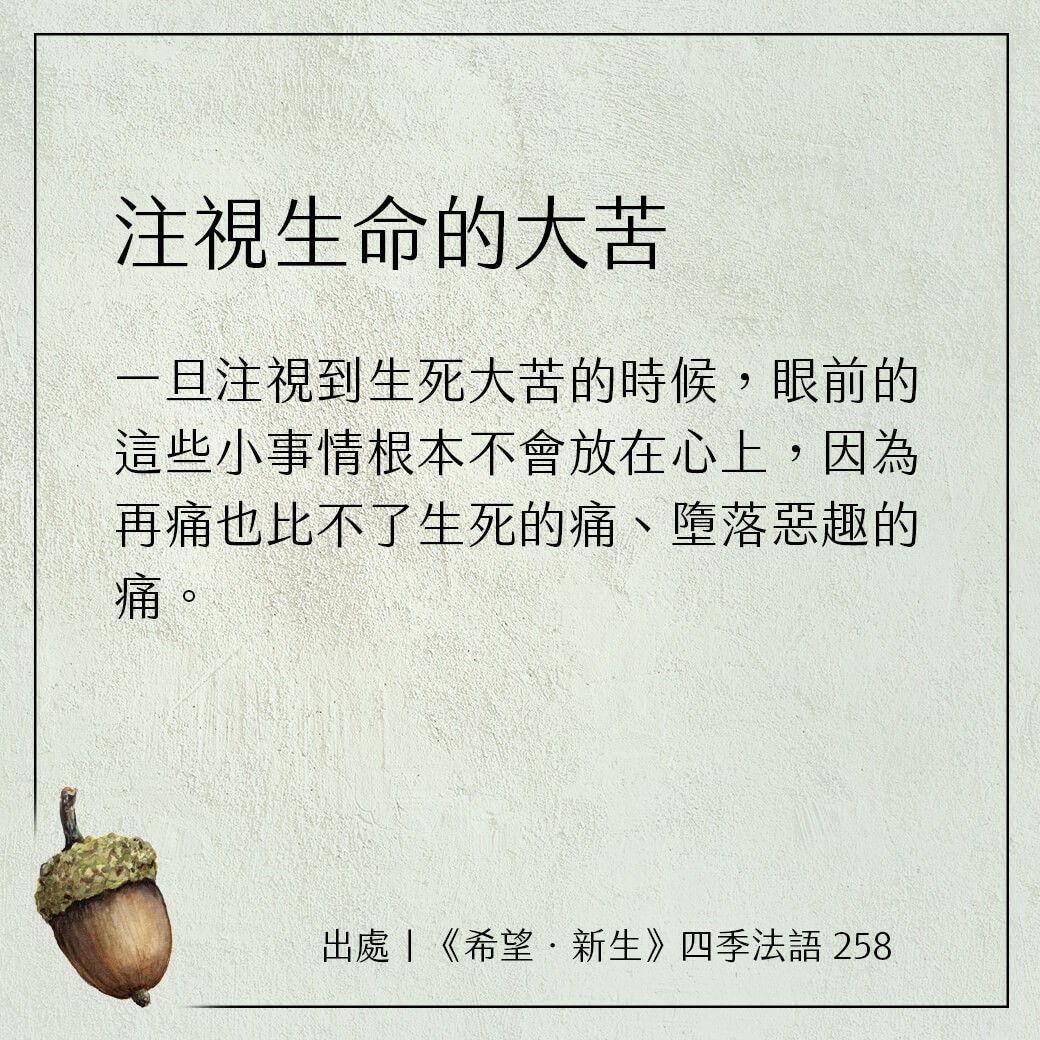 注視生命的大苦
一旦注視到生死大苦的時候，眼前的
這些小事情根本不會放在心上，因為
再痛也比不了生死的痛、墮落惡趣的
痛。
出處｜《希望．新生》四季法語 258